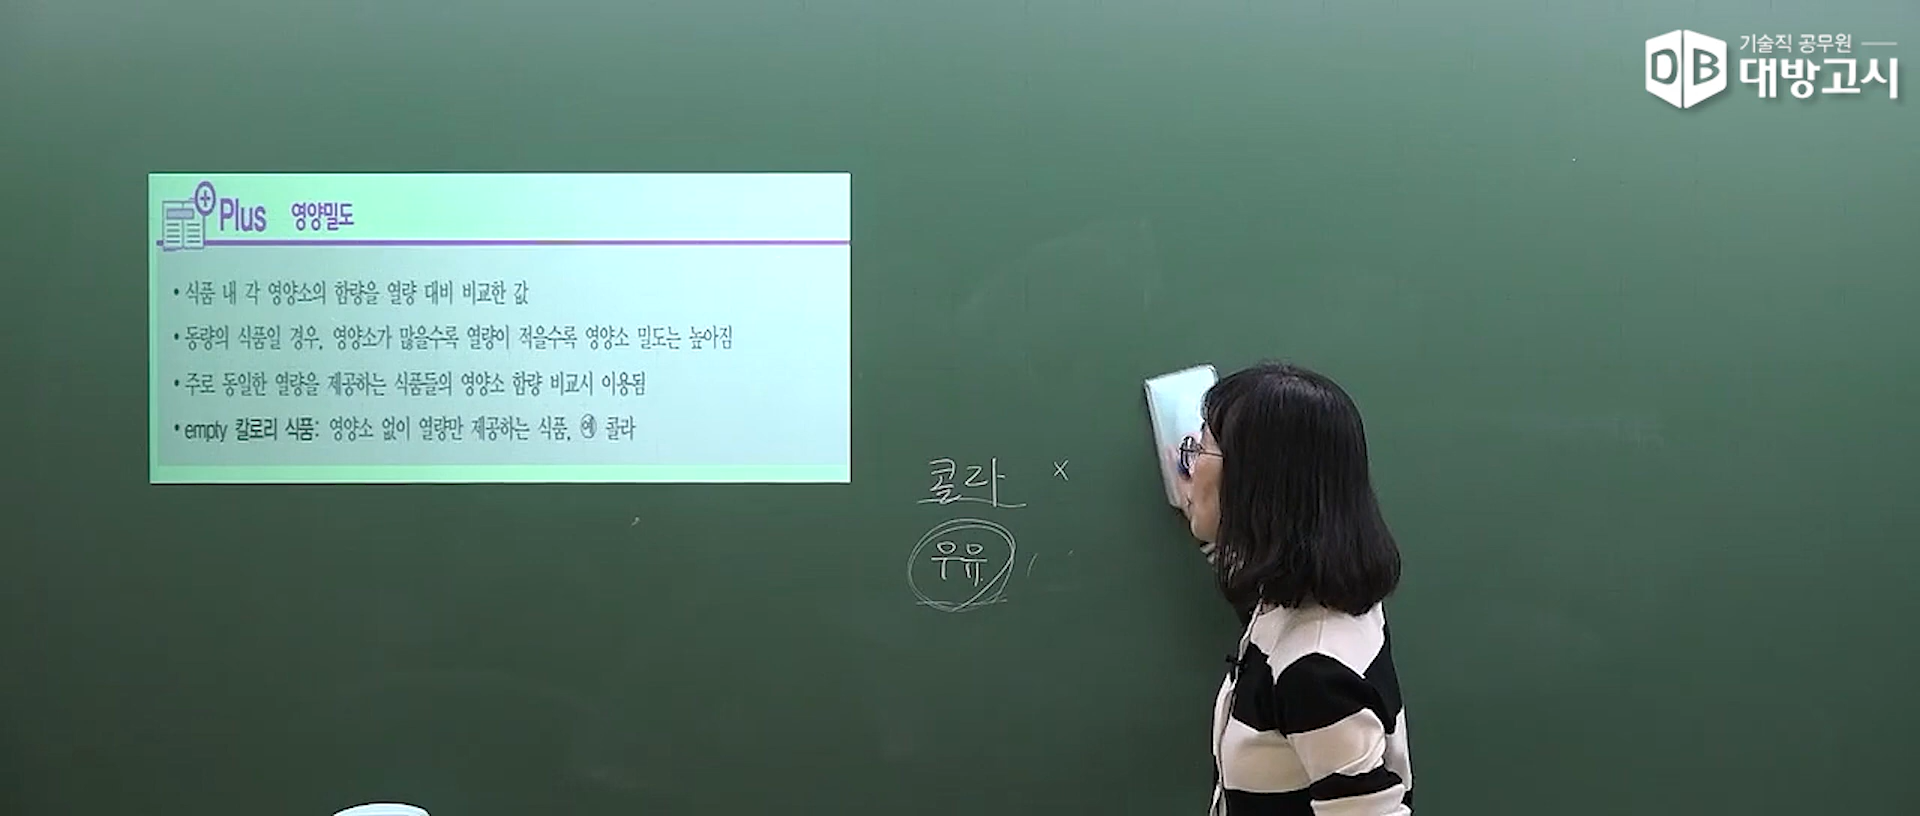 기술직 공무원
DB 대방고시
Plus 영양밀도
• 식품 내 각 영양소의 함량을 열량 대비 비교한 값
• 동량의 식품일 경우, 영양소가 많을수록 열량이 적을수록 영양소 밀도는 높아짐
• 주로 동일한 열량을 제공하는 식품들의 영양소 함량 비교시 이용됨
• empty 칼로리 식품: 영양소 없이 열량만 제공하는 식품, 예 콜라
콜라 x
우유